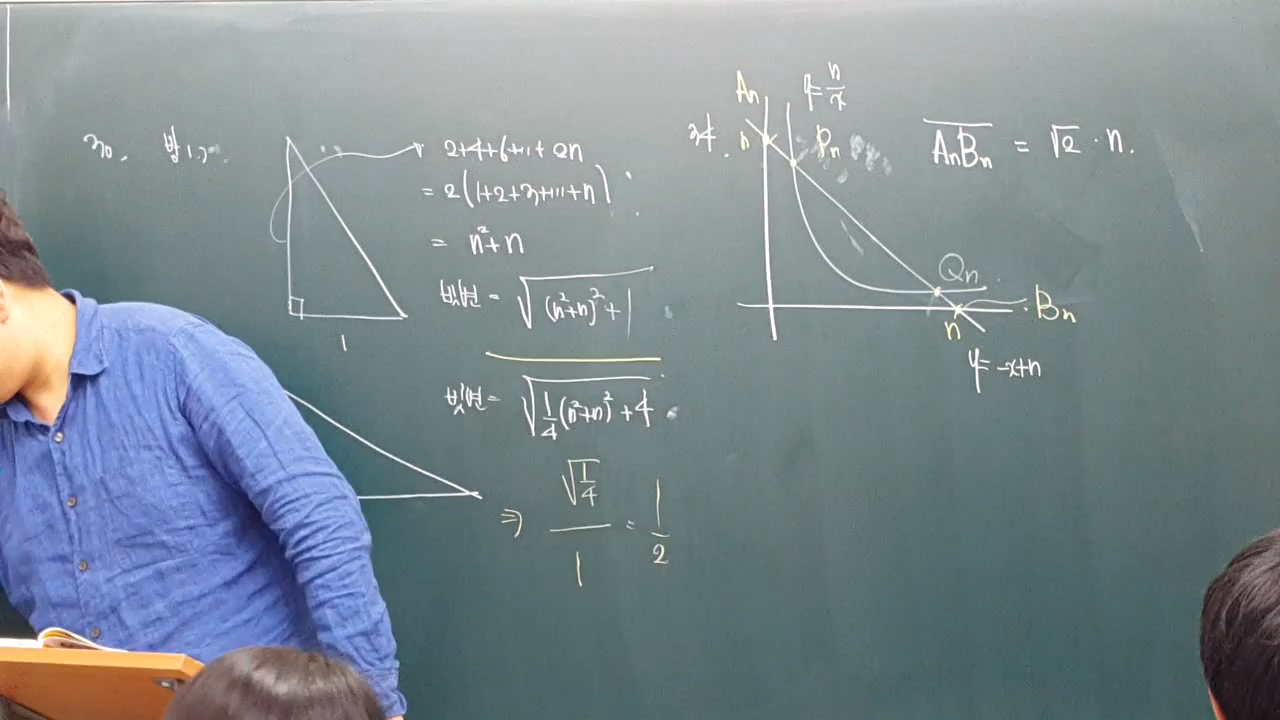 30.
2+4+6+…+2n
= 2(1+2+3+…+n)
= n²+n
빗변 = √((n²+n)²+1
1
빗변 = √(1/4(n²+n)²+4
⇒ √(1/4)/1 = 1/2
34.
Aₙ
y=n/x
n
Pₙ
AₙBₙ = √2 · n.
Qₙ
Bₙ
n
y=-x+n